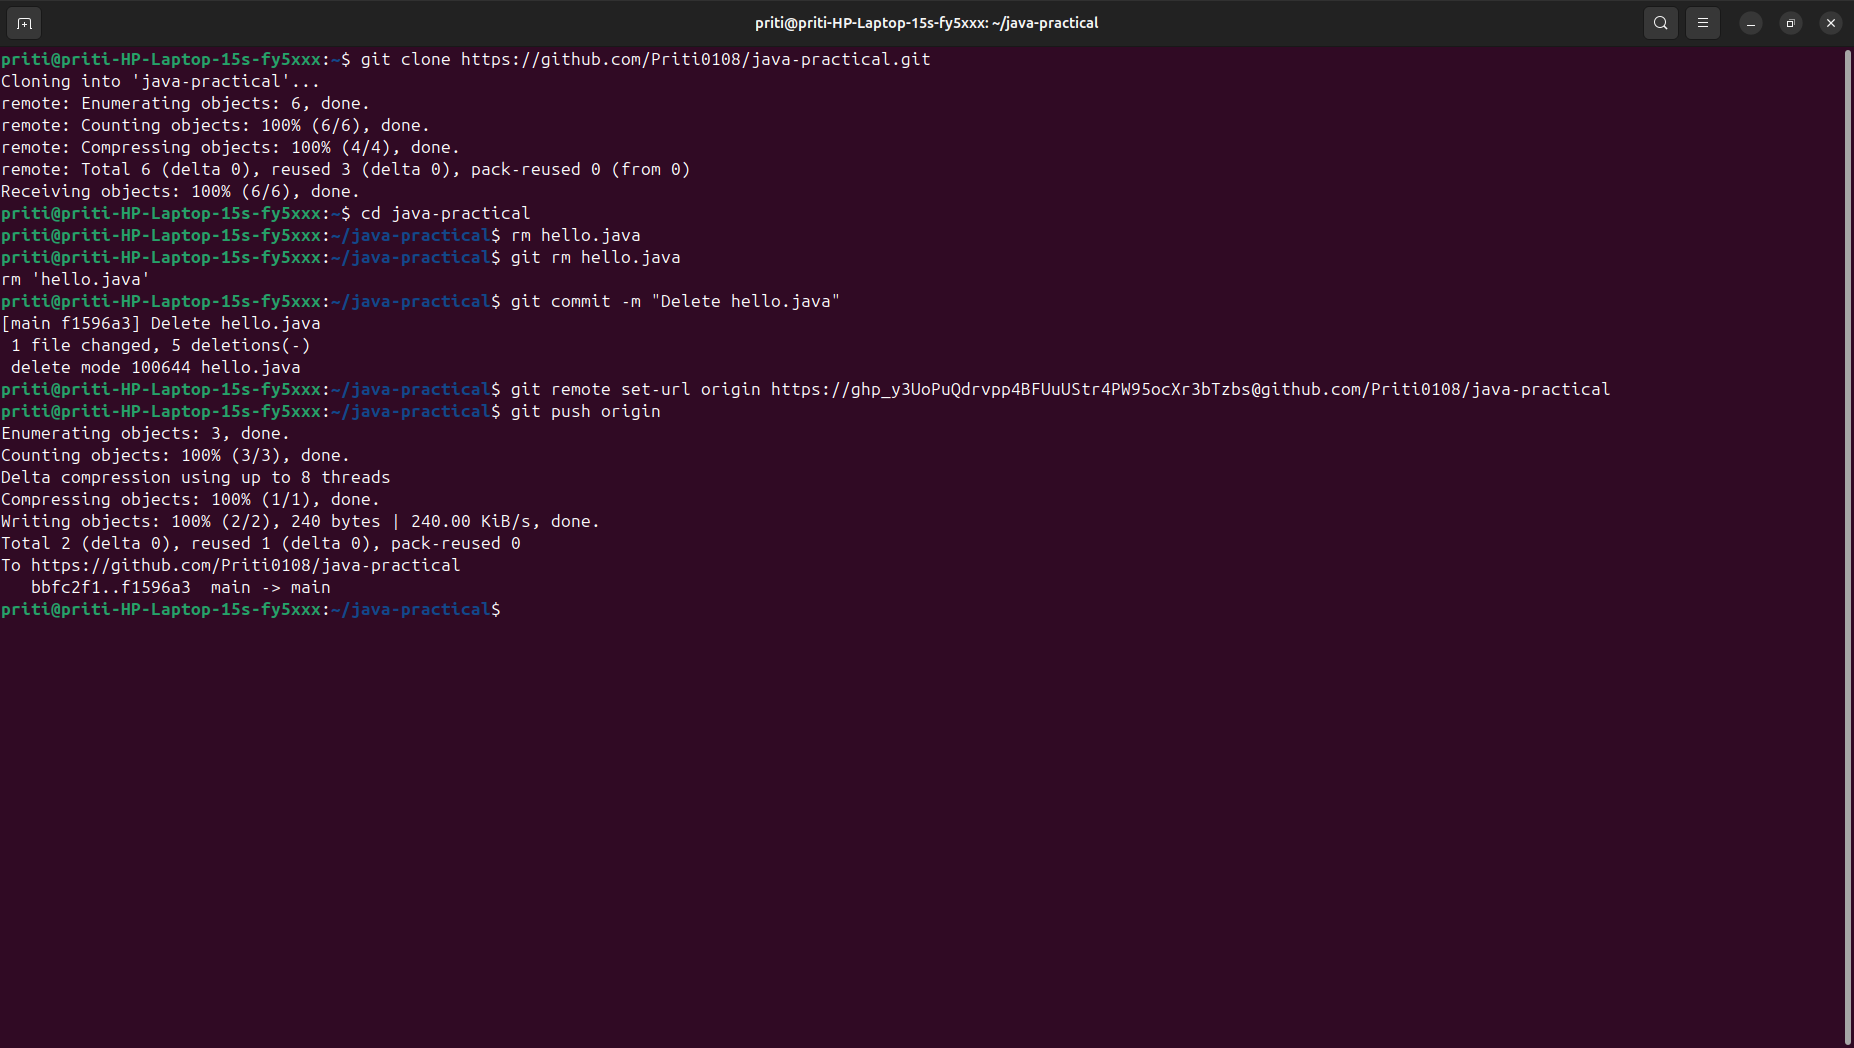 priti@priti-HP-Laptop-15s-fy5xxx: ~/java-practical
priti@priti-HP-Laptop-15s-fy5xxx:~$ git clone https://github.com/Priti0108/java-practical.git
Cloning into 'java-practical'...
remote: Enumerating objects: 6, done.
remote: Counting objects: 100% (6/6), done.
remote: Compressing objects: 100% (4/4), done.
remote: Total 6 (delta 0), reused 3 (delta 0), pack-reused 0 (from 0)
Receiving objects: 100% (6/6), done.
priti@priti-HP-Laptop-15s-fy5xxx:~$ cd java-practical
priti@priti-HP-Laptop-15s-fy5xxx:~/java-practical$ rm hello.java
priti@priti-HP-Laptop-15s-fy5xxx:~/java-practical$ git rm hello.java
rm 'hello.java'
priti@priti-HP-Laptop-15s-fy5xxx:~/java-practical$ git commit -m "Delete hello.java"
[main f1596a3] Delete hello.java
 1 file changed, 5 deletions(-)
 delete mode 100644 hello.java
priti@priti-HP-Laptop-15s-fy5xxx:~/java-practical$ git remote set-url origin https://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@github.com/Priti0108/java-practical
priti@priti-HP-Laptop-15s-fy5xxx:~/java-practical$ git push origin
Enumerating objects: 3, done.
Counting objects: 100% (3/3), done.
Delta compression using up to 8 threads
Compressing objects: 100% (1/1), done.
Writing objects: 100% (2/2), 240 bytes | 240.00 KiB/s, done.
Total 2 (delta 0), reused 1 (delta 0), pack-reused 0
To https://github.com/Priti0108/java-practical
   bbfc2f1..f1596a3  main -> main
priti@priti-HP-Laptop-15s-fy5xxx:~/java-practical$